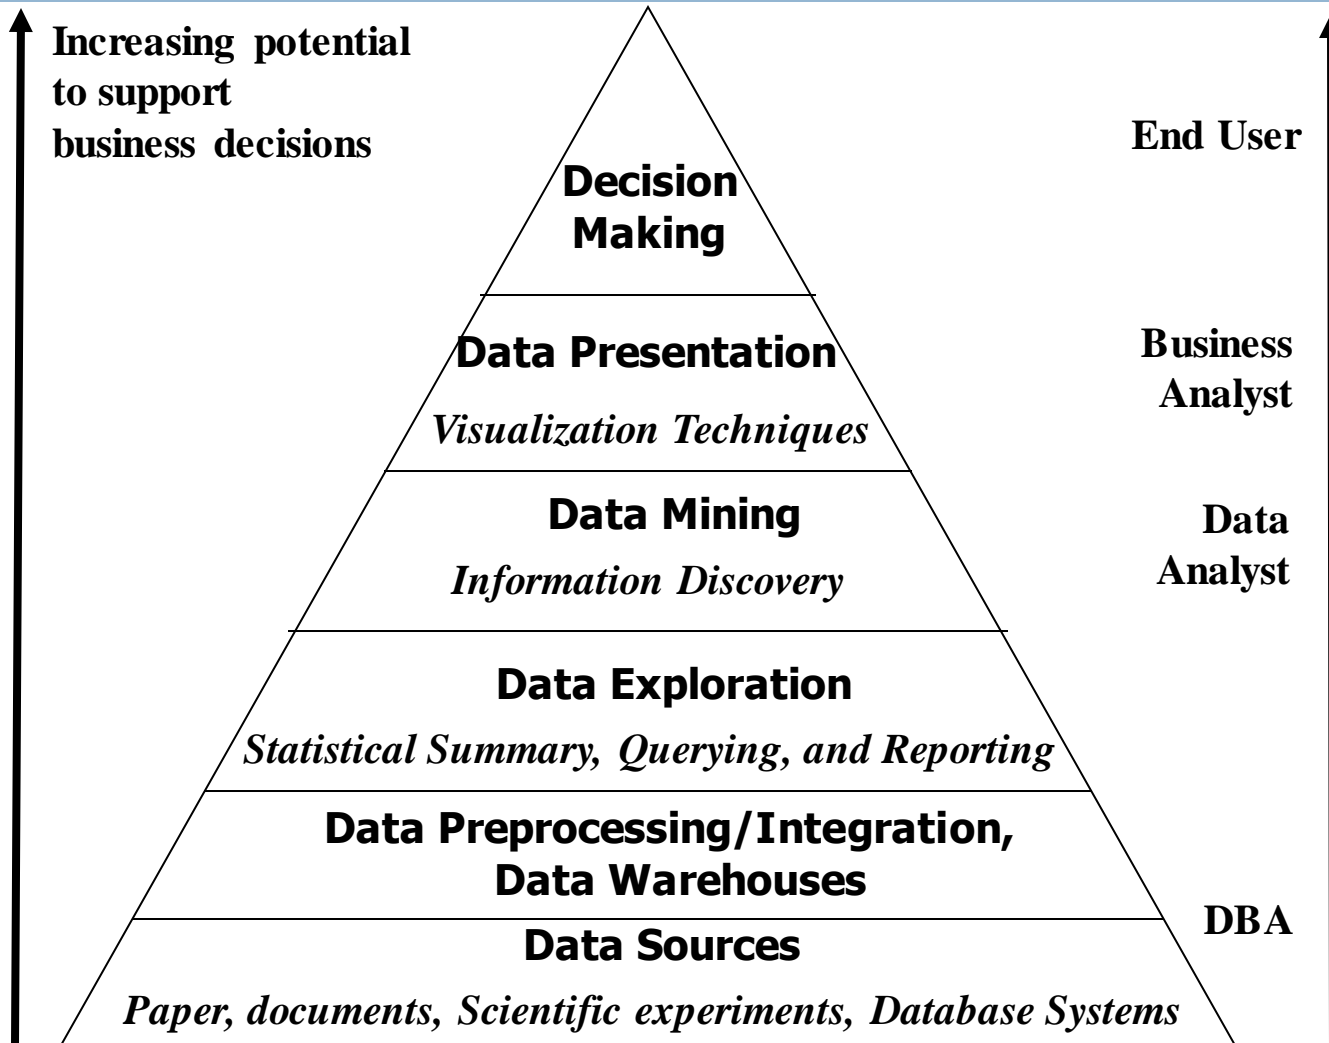 Increasing potential
to support
business decisions
End User
Decision
Making
Data Presentation
Visualization Techniques
Business
Analyst
Data Mining
Information Discovery
Data
Analyst
Data Exploration
Statistical Summary, Querying, and Reporting
Data Preprocessing/Integration,
Data Warehouses
DBA
Data Sources
Paper, documents, Scientific experiments, Database Systems